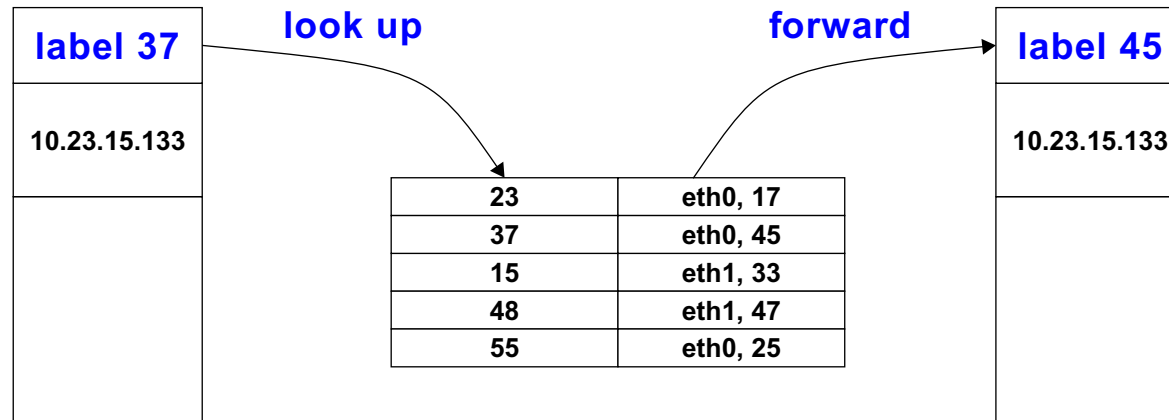 label 37
look up
forward
label 45
10.23.15.133
10.23.15.133
23 eth0, 17
37 eth0, 45
15 eth1, 33
48 eth1, 47
55 eth0, 25